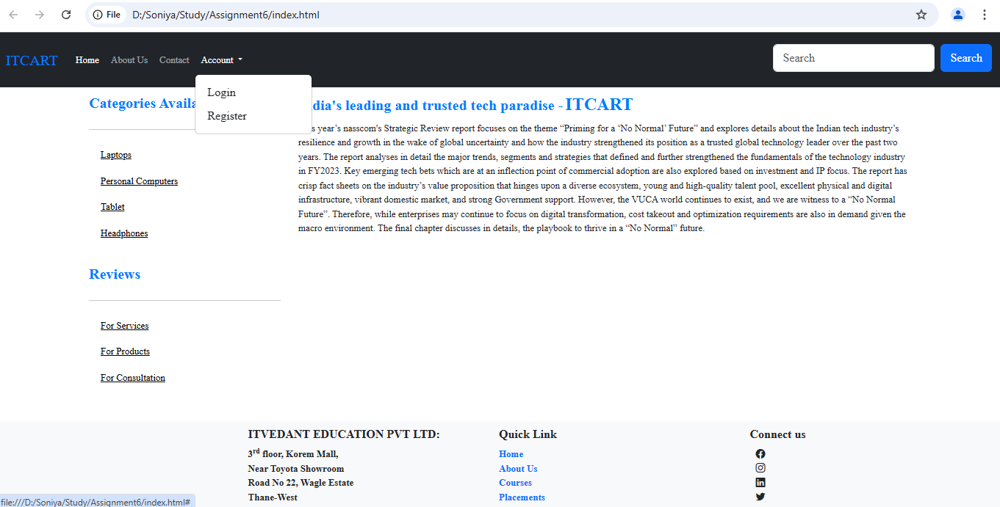 File D:/Soniya/Study/Assignment6/index.html
ITCART Home About Us Contact Account Search Search
Login
Register
Categories Availa
Laptops
Personal Computers
Tablet
Headphones
Reviews
For Services
For Products
For Consultation
dia's leading and trusted tech paradise - ITCART
s year’s nasscom's Strategic Review report focuses on the theme “Priming for a ‘No Normal’ Future” and explores details about the Indian tech industry’s
resilience and growth in the wake of global uncertainty and how the industry strengthened its position as a trusted global technology leader over the past two
years. The report analyses in detail the major trends, segments and strategies that defined and further strengthened the fundamentals of the technology industry
in FY2023. Key emerging tech bets which are at an inflection point of commercial adoption are also explored based on investment and IP focus. The report has
crisp fact sheets on the industry’s value proposition that hinges upon a diverse ecosystem, young and high-quality talent pool, excellent physical and digital
infrastructure, vibrant domestic market, and strong Government support. However, the VUCA world continues to exist, and we are witness to a “No Normal
Future”. Therefore, while enterprises may continue to focus on digital transformation, cost takeout and optimization requirements are also in demand given the
macro environment. The final chapter discusses in details, the playbook to thrive in a “No Normal” future.
ITVEDANT EDUCATION PVT LTD:
3rd floor, Korem Mall,
Near Toyota Showroom
Road No 22, Wagle Estate
Thane-West
Quick Link
Home
About Us
Courses
Placements
Connect us
file:///D:/Soniya/Study/Assignment6/index.html#